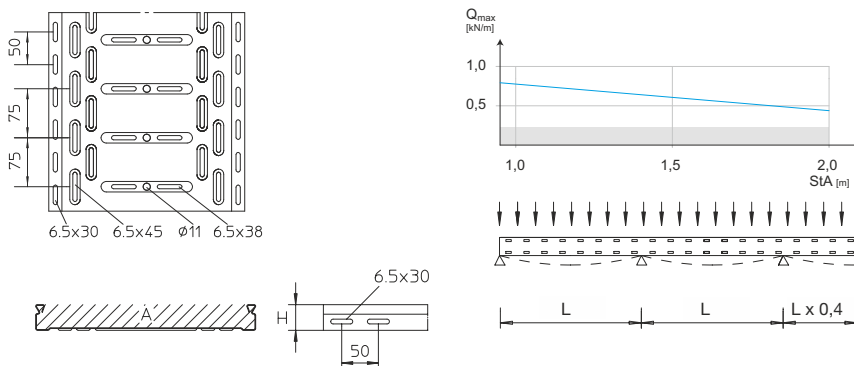 50
75
75
6.5x30
6.5x45
ø11
6.5x38
A
H
6.5x30
50
Qmax
[kN/m]
1,0
0,5
1,0
1,5
2,0
StA [m]
L
L
L x 0,4